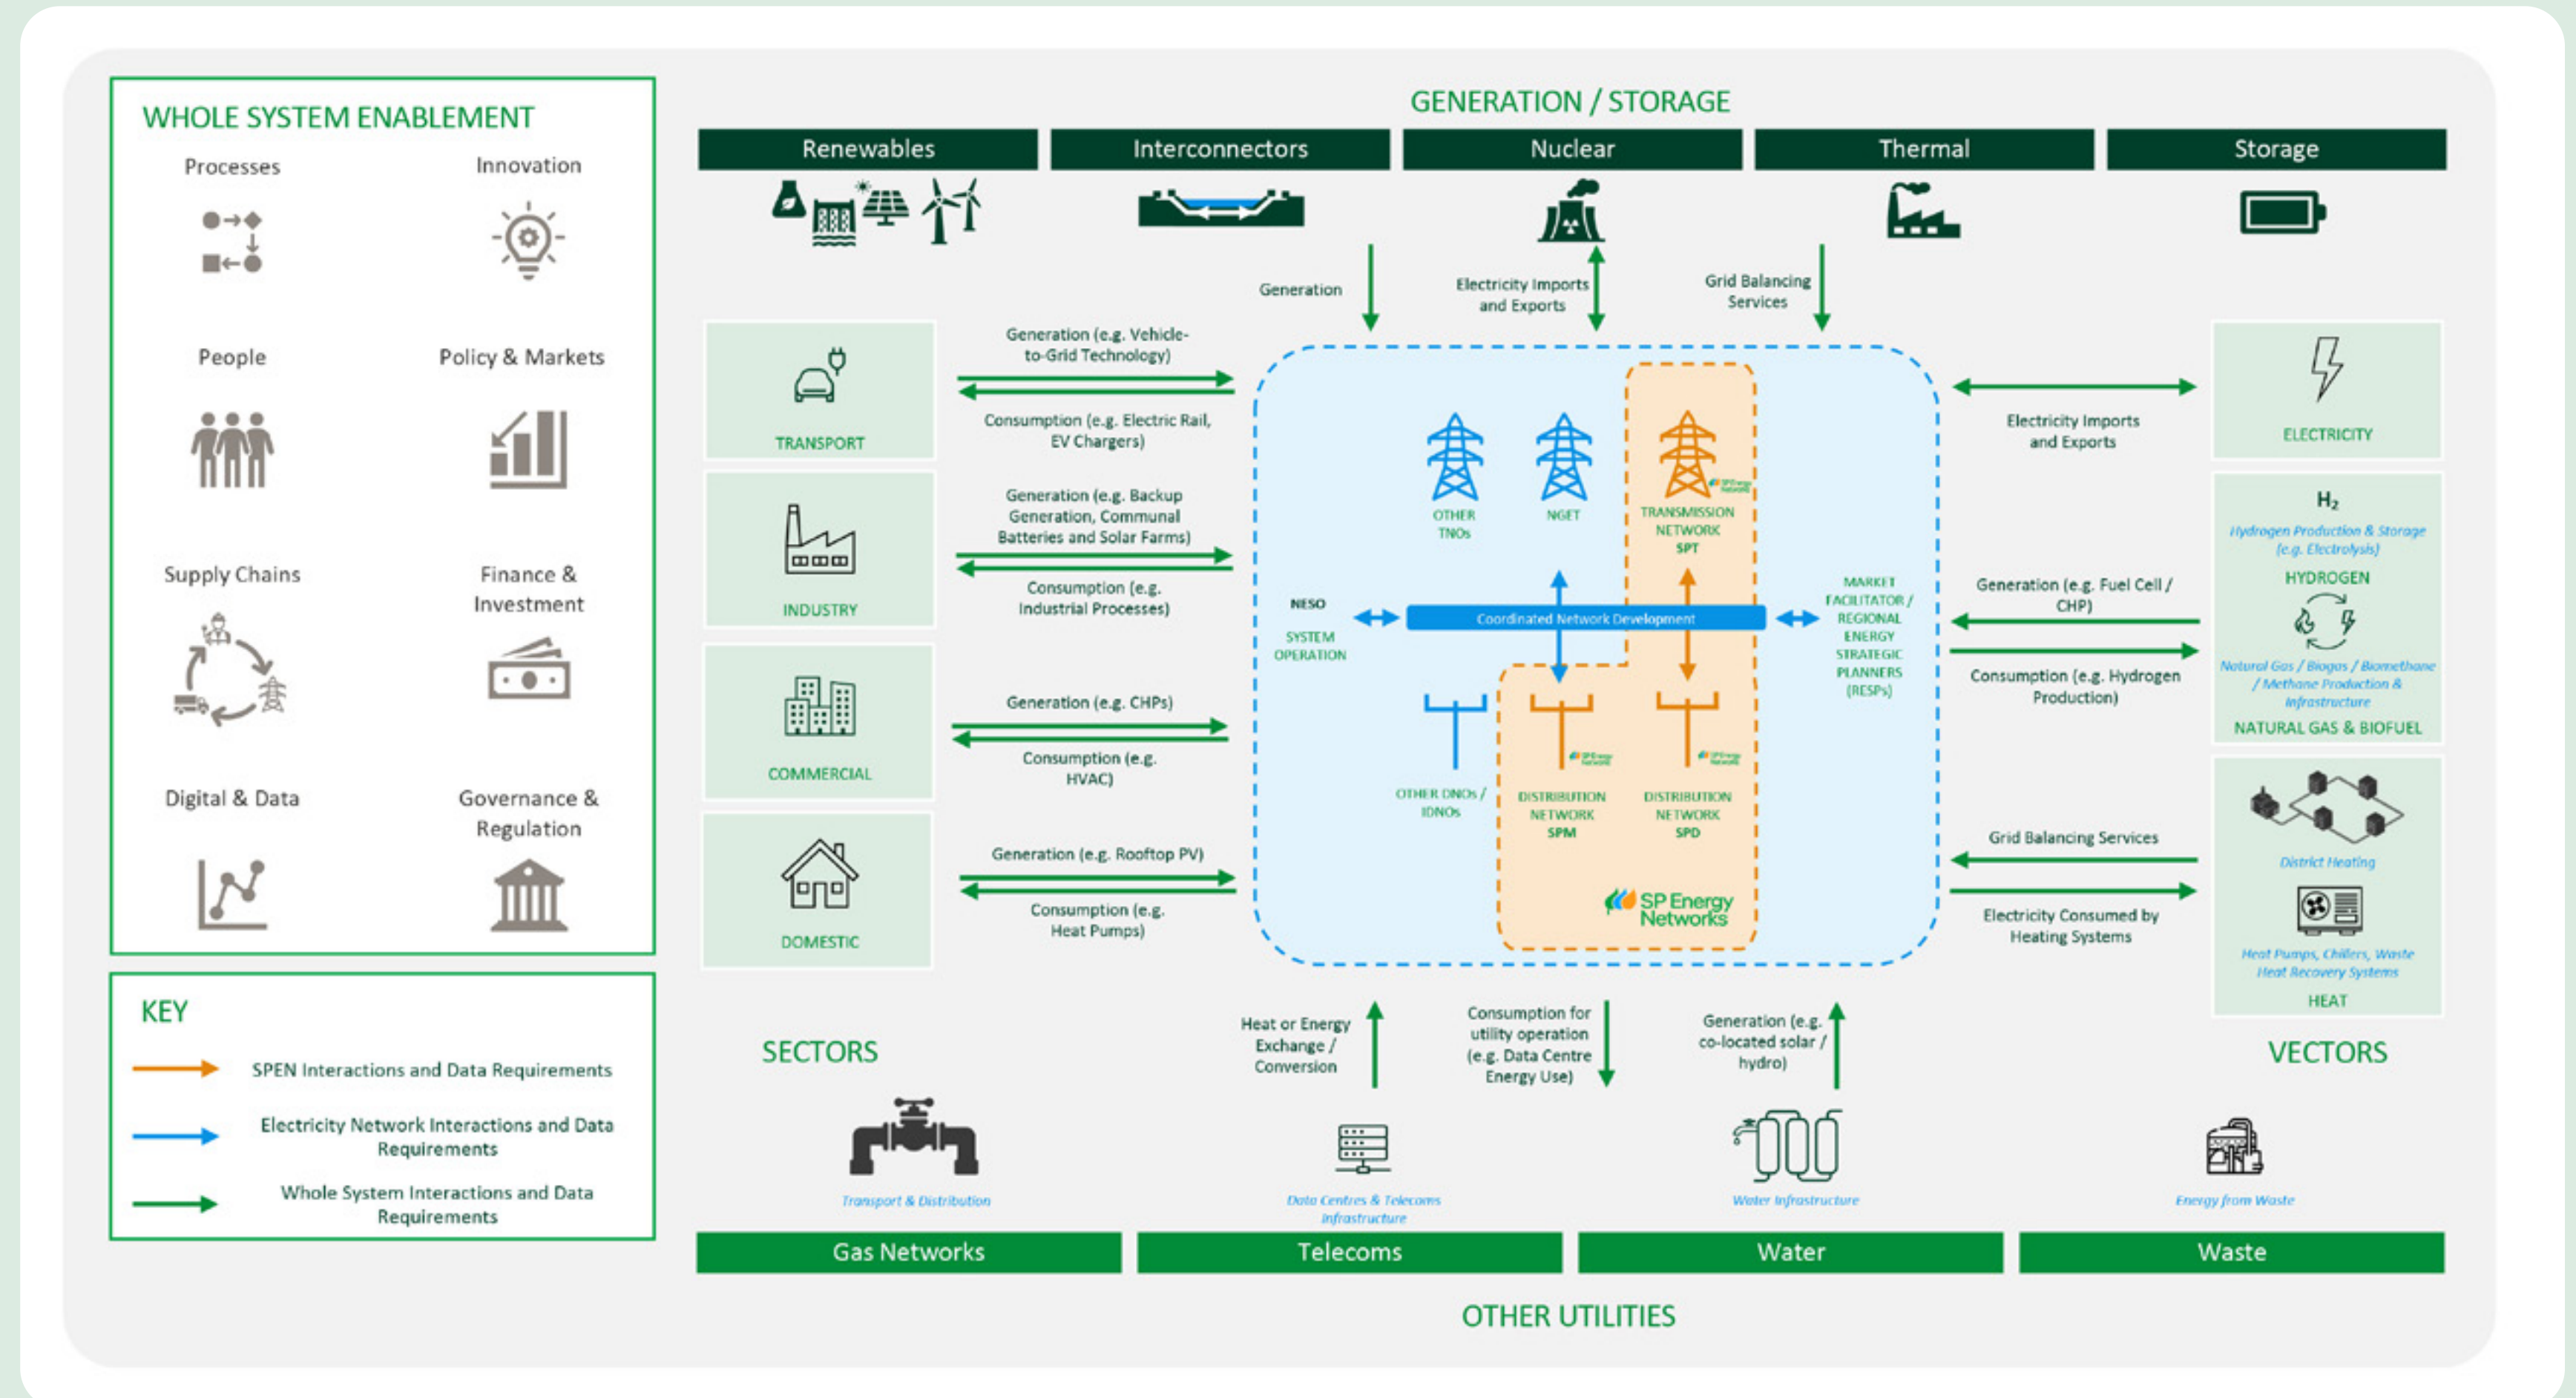 WHOLE SYSTEM ENABLEMENT
Processes
Innovation
People
Policy & Markets
Supply Chains
Finance &
Investment
Digital & Data
Governance &
Regulation
KEY
SPEN Interactions and Data Requirements
Electricity Network Interactions and Data
Requirements
Whole System Interactions and Data
Requirements
GENERATION / STORAGE
Renewables
Interconnectors
Nuclear
Thermal
Storage
Generation
Electricity Imports
and Exports
Grid Balancing
Services
TRANSPORT
Generation (e.g. Vehicle-
to-Grid Technology)
Consumption (e.g. Electric Rail,
EV Chargers)
INDUSTRY
Generation (e.g. Backup
Generation, Communal
Batteries and Solar Farms)
Consumption (e.g.
Industrial Processes)
COMMERCIAL
Generation (e.g. CHPs)
Consumption (e.g.
HVAC)
DOMESTIC
Generation (e.g. Rooftop PV)
Consumption (e.g.
Heat Pumps)
SECTORS
OTHER
TNOs
NGET
SP Energy
Networks
TRANSMISSION
NETWORK
SPT
NESO
SYSTEM
OPERATION
Coordinated Network Development
MARKET
FACILITATOR /
REGIONAL
ENERGY
STRATEGIC
PLANNERS
(RESPs)
OTHER DNOs /
IDNOs
SP Energy
Networks
DISTRIBUTION
NETWORK
SPM
SP Energy
Networks
DISTRIBUTION
NETWORK
SPD
SP Energy
Networks
Electricity Imports
and Exports
ELECTRICITY
Generation (e.g. Fuel Cell /
CHP)
Consumption (e.g. Hydrogen
Production)
H₂
Hydrogen Production & Storage
(e.g. Electrolysis)
HYDROGEN
Natural Gas / Biogas / Biomethane
/ Methane Production &
Infrastructure
NATURAL GAS & BIOFUEL
Grid Balancing Services
Electricity Consumed by
Heating Systems
District Heating
Heat Pumps, Chillers, Waste
Heat Recovery Systems
HEAT
VECTORS
Heat or Energy
Exchange /
Conversion
Consumption for
utility operation
(e.g. Data Centre
Energy Use)
Generation (e.g.
co-located solar /
hydro)
Transport & Distribution
Data Centres & Telecoms
Infrastructure
Water Infrastructure
Energy from Waste
Gas Networks
Telecoms
Water
Waste
OTHER UTILITIES